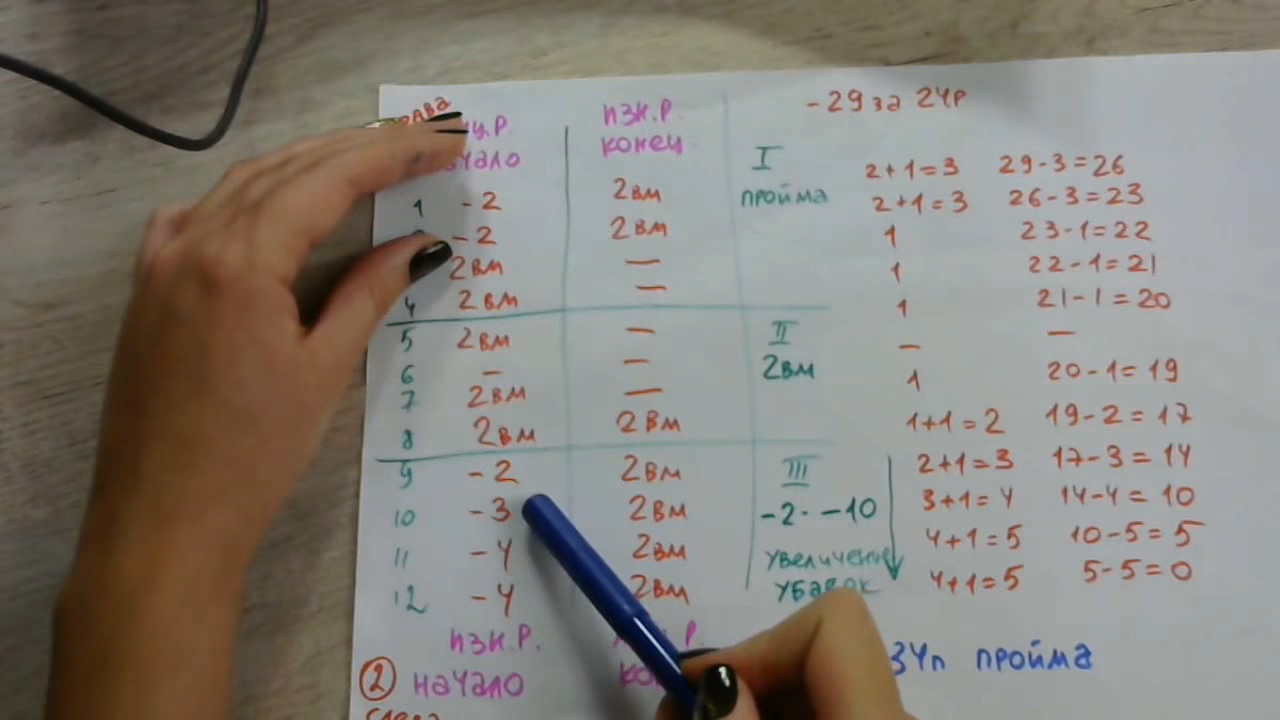 ИЗН.Р. -29 за 24Р
КОНЕЦ I
1 -2 2ВМ пройма 2+1=3 29-3=26
-2 2ВМ 2+1=3 26-3=23
2ВМ — 1 23-1=22
4 2ВМ — 1 22-1=21
5 2ВМ — II 1 21-1=20
6 — — 2ВМ — —
7 2ВМ — 1 20-1=19
8 2ВМ 2ВМ 1+1=2 19-2=17
9 -2 2ВМ III 2+1=3 17-3=14
10 -3 2ВМ -2--10 3+1=4 14-4=10
11 -4 2ВМ увеличение 4+1=5 10-5=5
12 -4 2ВМ убавок 4+1=5 5-5=0
ИЗН.Р. пройма
2 начало